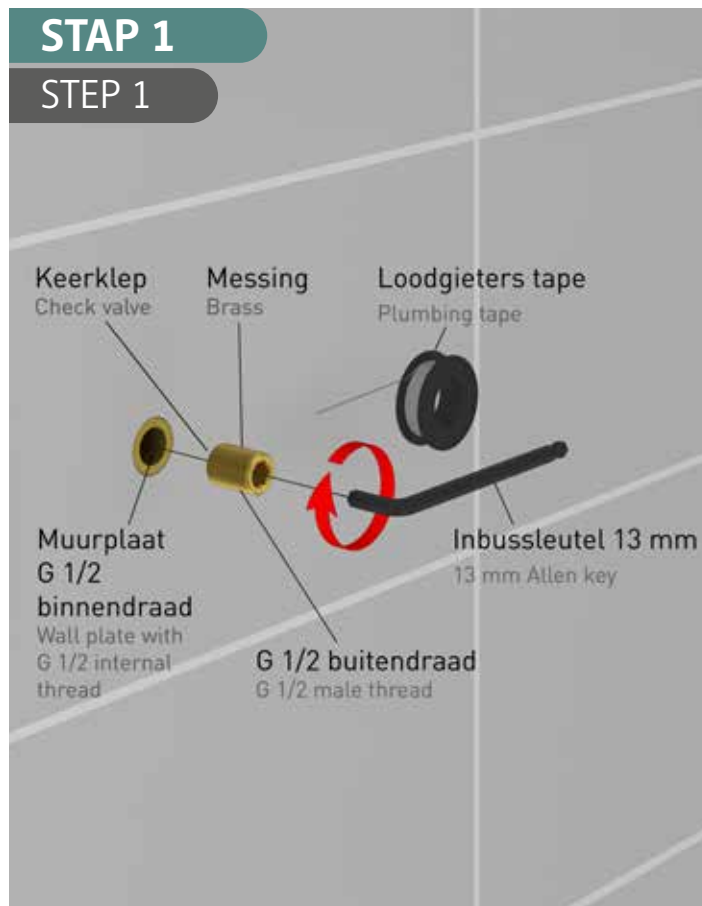 STAP 1
STEP 1
Keerklep
Check valve
Messing
Brass
Loodgieters tape
Plumbing tape
Muurplaat
G 1/2
binnendraad
Wall plate with
G 1/2 internal
thread
Inbussleutel 13 mm
13 mm Allen key
G 1/2 buitendraad
G 1/2 male thread